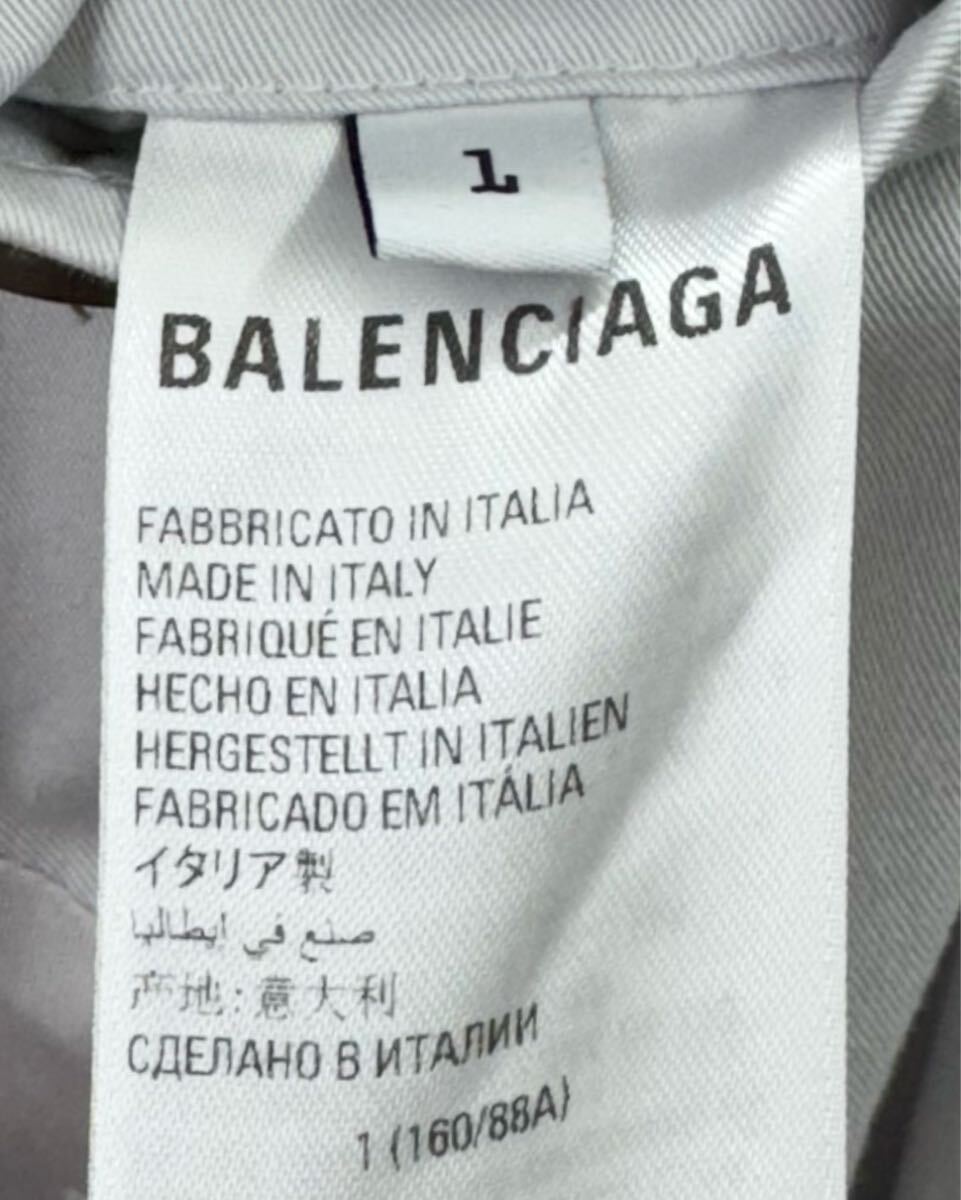 1
BALENCIAGA
FABBRICATO IN ITALIA
MADE IN ITALY
FABRIQUÉ EN ITALIE
HECHO EN ITALIA
HERGESTELLT IN ITALIEN
FABRICADO EM ITÁLIA
イタリア製
صنع في إيطاليا
产地:意大利
СДЕЛАНО В ИТАЛИИ
1 (160/88A)